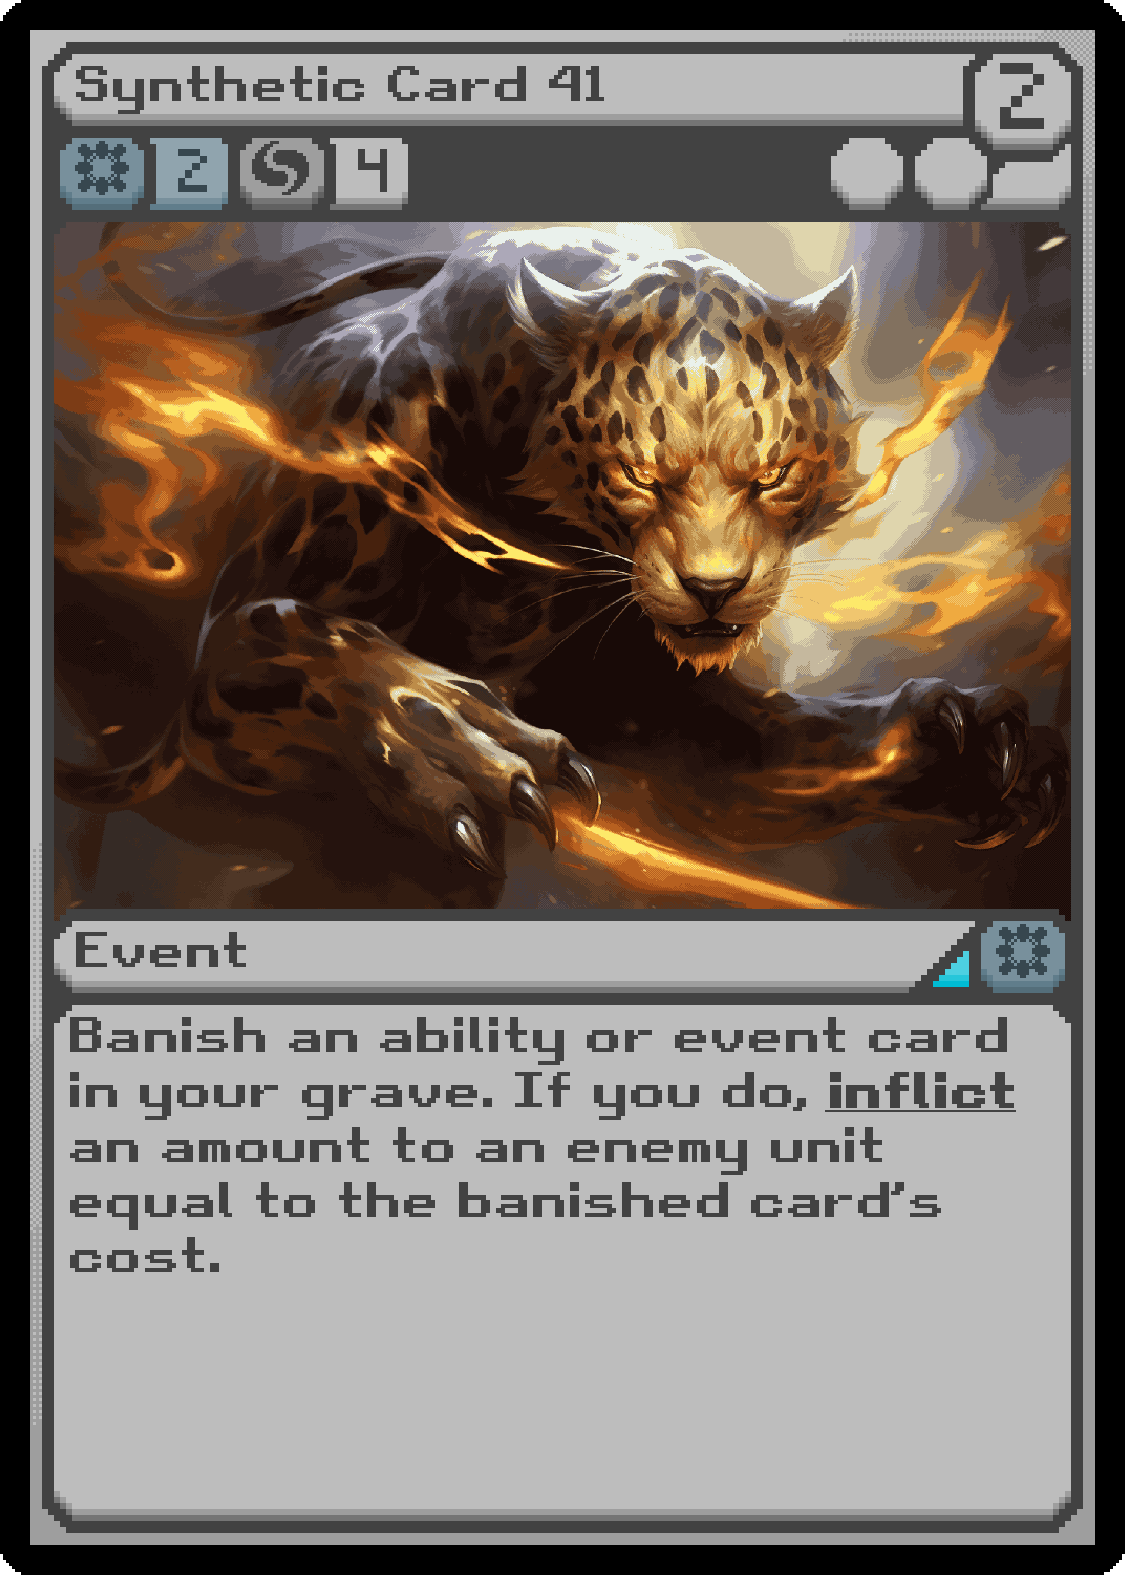 Synthetic Card 41
2
2 4
Event
Banish an ability or event card
in your grave. If you do, inflict
an amount to an enemy unit
equal to the banished card's
cost.